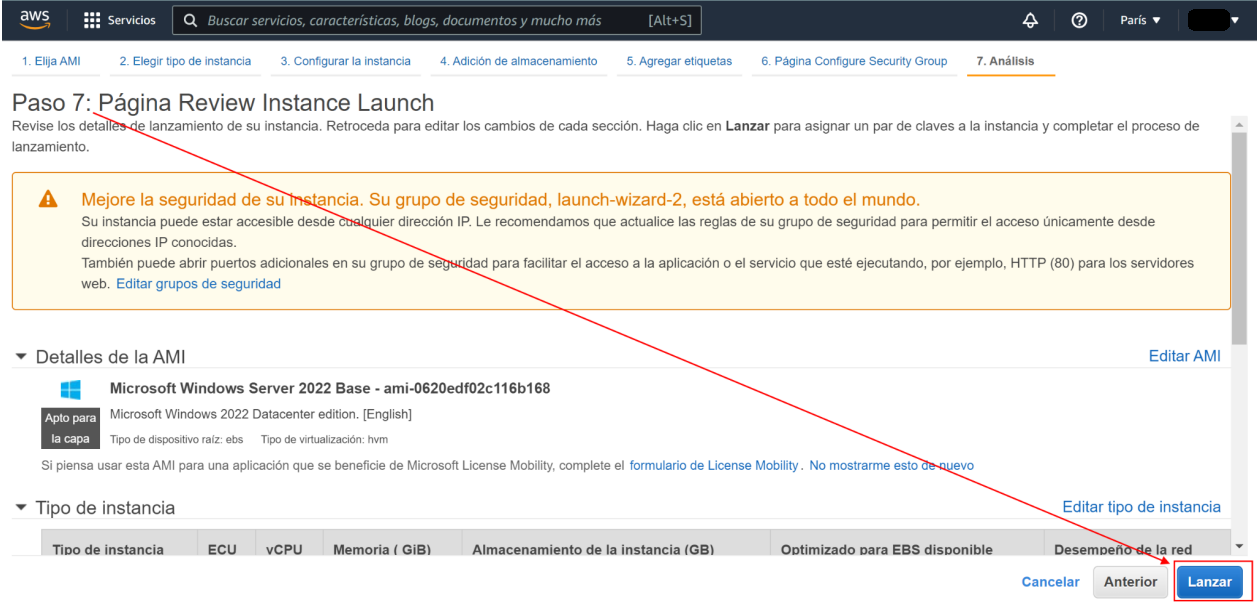 aws
Servicios
Buscar servicios, características, blogs, documentos y mucho más [Alt+S]
París
1. Elija AMI 2. Elegir tipo de instancia 3. Configurar la instancia 4. Adición de almacenamiento 5. Agregar etiquetas 6. Página Configure Security Group 7. Análisis
Paso 7: Página Review Instance Launch
Revise los detalles de lanzamiento de su instancia. Retroceda para editar los cambios de cada sección. Haga clic en Lanzar para asignar un par de claves a la instancia y completar el proceso de
lanzamiento.
Mejore la seguridad de su instancia. Su grupo de seguridad, launch-wizard-2, está abierto a todo el mundo.
Su instancia puede estar accesible desde cualquier dirección IP. Le recomendamos que actualice las reglas de su grupo de seguridad para permitir el acceso únicamente desde
direcciones IP conocidas.
También puede abrir puertos adicionales en su grupo de seguridad para facilitar el acceso a la aplicación o el servicio que esté ejecutando, por ejemplo, HTTP (80) para los servidores
web. Editar grupos de seguridad
Detalles de la AMI Editar AMI
Microsoft Windows Server 2022 Base - ami-0620edf02c116b168
Apto para
la capa
Microsoft Windows 2022 Datacenter edition. [English]
Tipo de dispositivo raíz: ebs Tipo de virtualización: hvm
Si piensa usar esta AMI para una aplicación que se beneficie de Microsoft License Mobility, complete el formulario de License Mobility. No mostrarme esto de nuevo
Tipo de instancia Editar tipo de instancia
Tipo de instancia ECU vCPU Memoria ( GiB) Almacenamiento de la instancia (GB) Optimizado para EBS disponible Desempeño de la red
Cancelar Anterior Lanzar